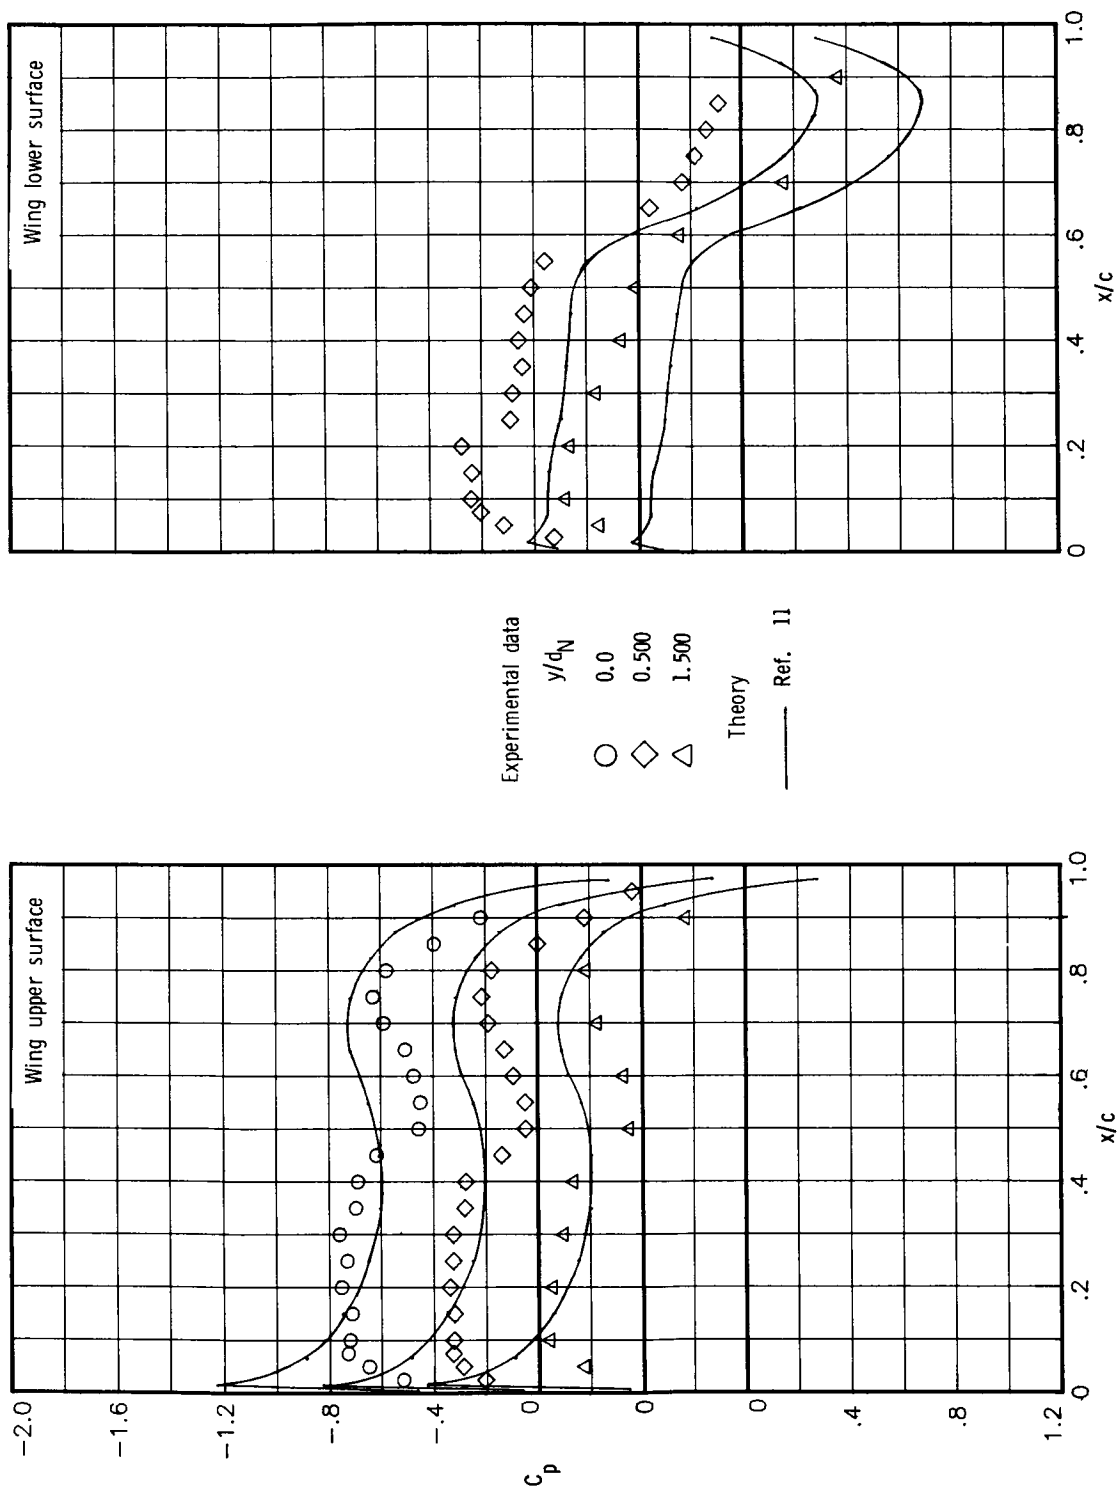 Wing upper surface
−2.0
−1.6
−1.2
−.8
−.4
0
0
0
.4
.8
1.2
Cp
0
.2
.4
.6
.8
1.0
x/c
Experimental data
y/dN
0.0
0.500
1.500
Theory
Ref. 11
Wing lower surface
0
.2
.4
.6
.8
1.0
x/c